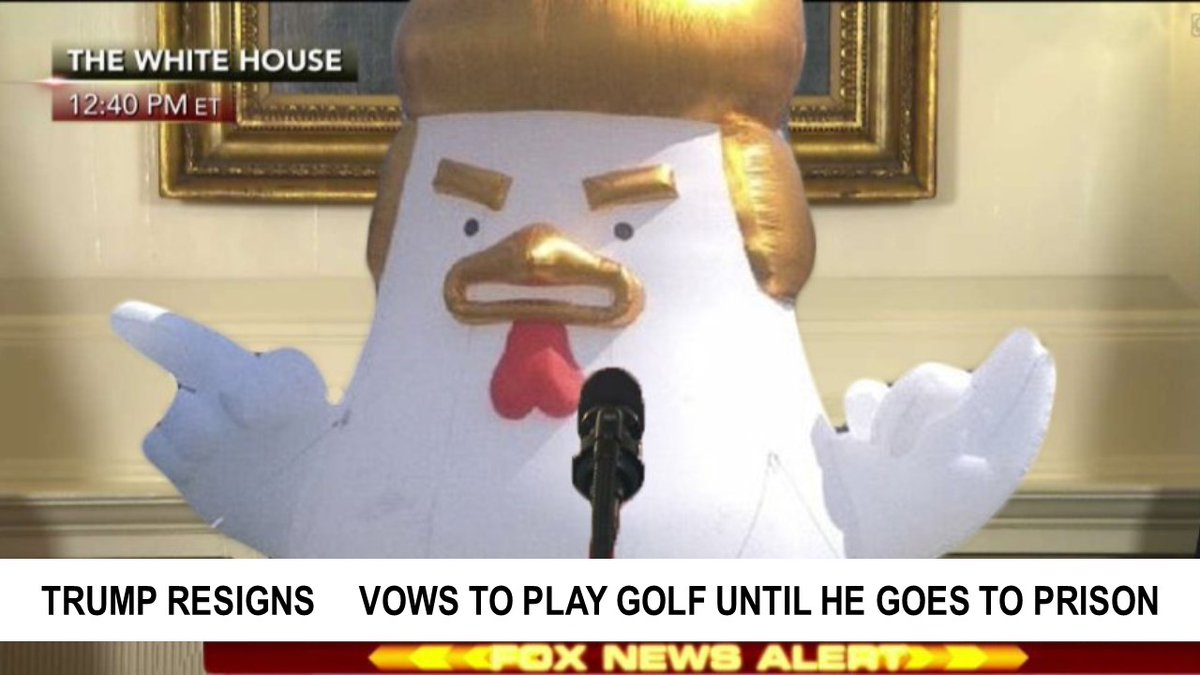 THE WHITE HOUSE
12:40 PM ET
TRUMP RESIGNS VOWS TO PLAY GOLF UNTIL HE GOES TO PRISON
FOX NEWS ALERT